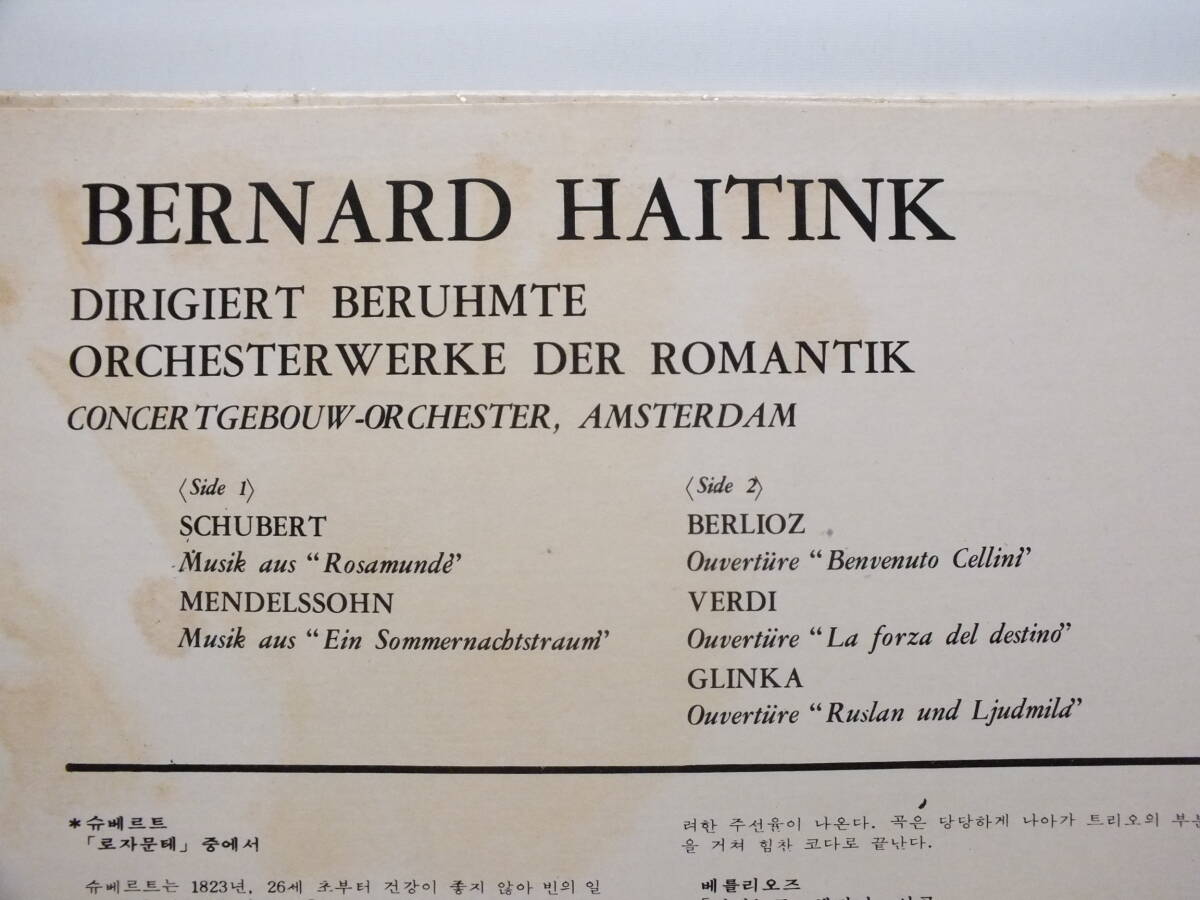 BERNARD HAITINK
DIRIGIERT BERUHMTE
ORCHESTERWERKE DER ROMANTIK
CONCERTGEBOUW-ORCHESTER, AMSTERDAM
〈Side 1〉
SCHUBERT
Musik aus “Rosamunde”
MENDELSSOHN
Musik aus “Ein Sommernachtstraum”
〈Side 2〉
BERLIOZ
Ouvertüre “Benvenuto Cellini”
VERDI
Ouvertüre “La forza del destino”
GLINKA
Ouvertüre “Ruslan und Ljudmila”
*슈베르트
「로자문테」 중에서
슈베르트는 1823년, 26세 초부터 건강이 좋지 않아 빈의 일
러한 주선율이 나온다. 곡은 당당하게 나아가 트리오의 부분
을 거쳐 힘찬 코다로 끝난다.
베를리오즈